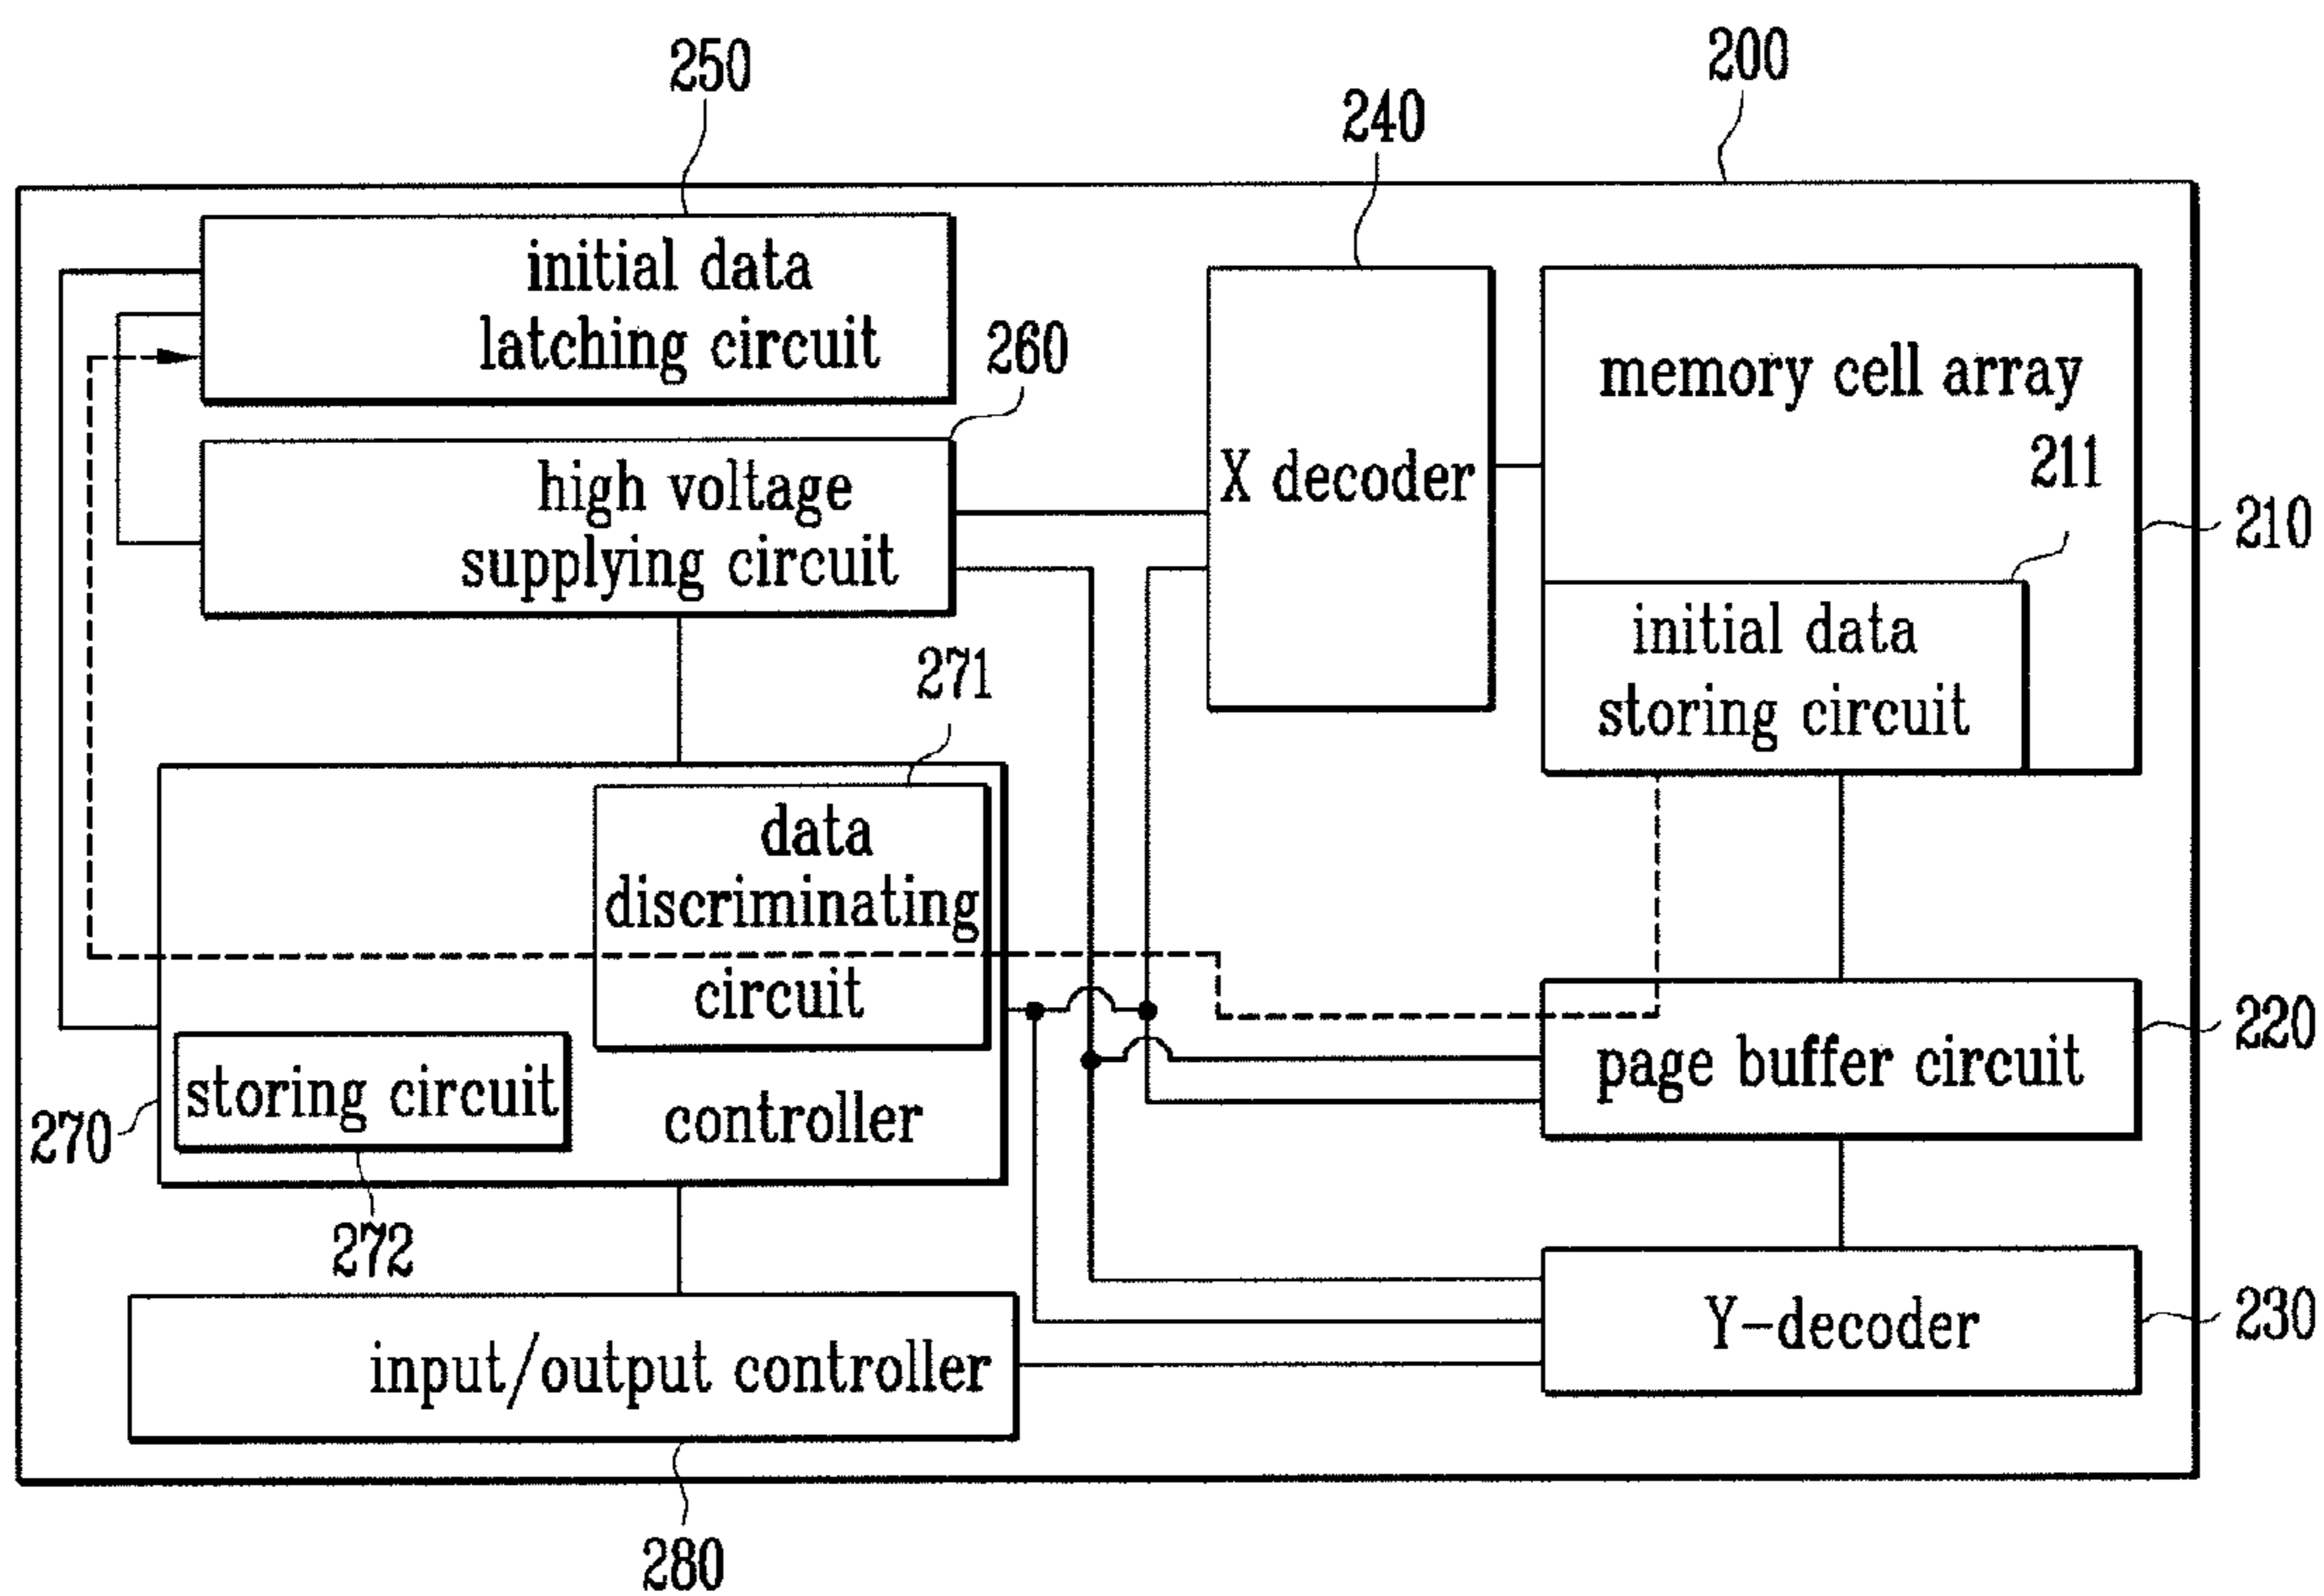 200
250
240
initial data
latching circuit
260
memory cell array
211
high voltage
supplying circuit
X decoder
210
initial data
storing circuit
271
data
discriminating
circuit
220
page buffer circuit
storing circuit
controller
270
272
230
Y-decoder
input/output controller
280